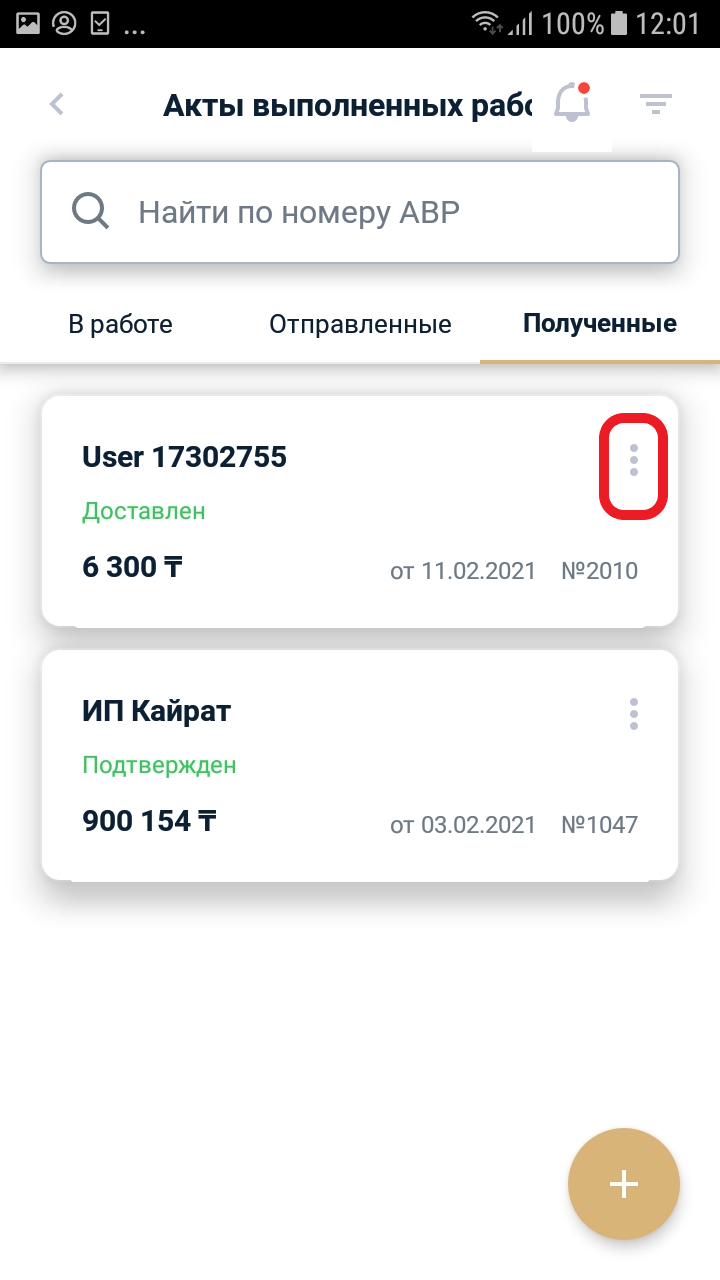 ... 100% 12:01
Акты выполненных рабо
Найти по номеру АВР
В работе Отправленные Полученные
User 17302755
Доставлен
6 300 ₸ от 11.02.2021 №2010
ИП Кайрат
Подтвержден
900 154 ₸ от 03.02.2021 №1047
+